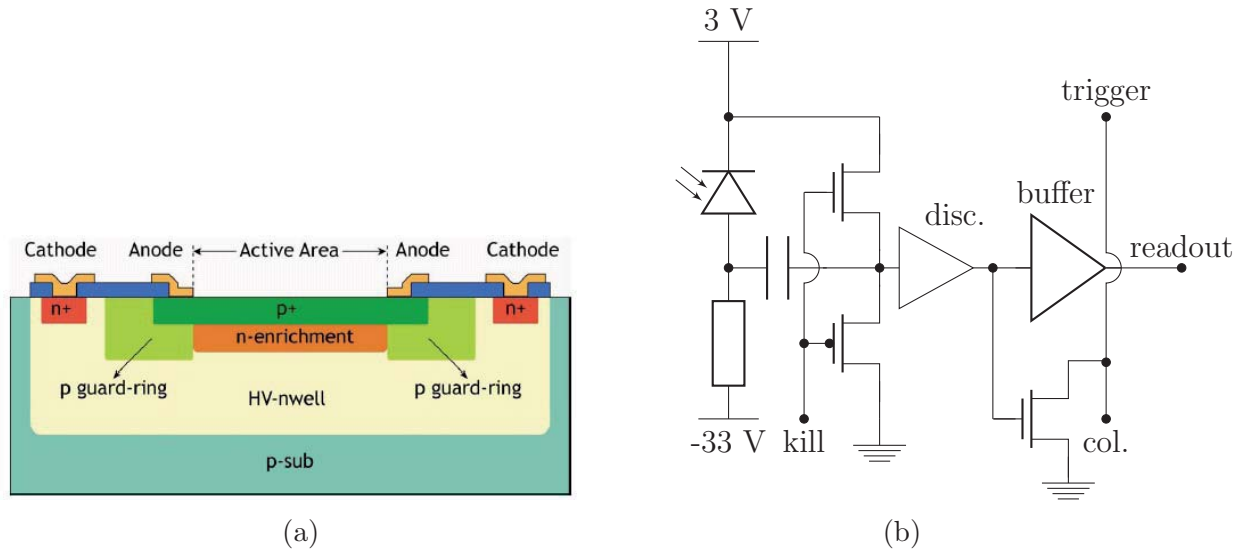 Cathode Anode Active Area Anode Cathode
n+ p+ n+
n-enrichment
p guard-ring p guard-ring
HV-nwell
p-sub
(a)
3 V
trigger
buffer
disc.
readout
-33 V kill col.
(b)